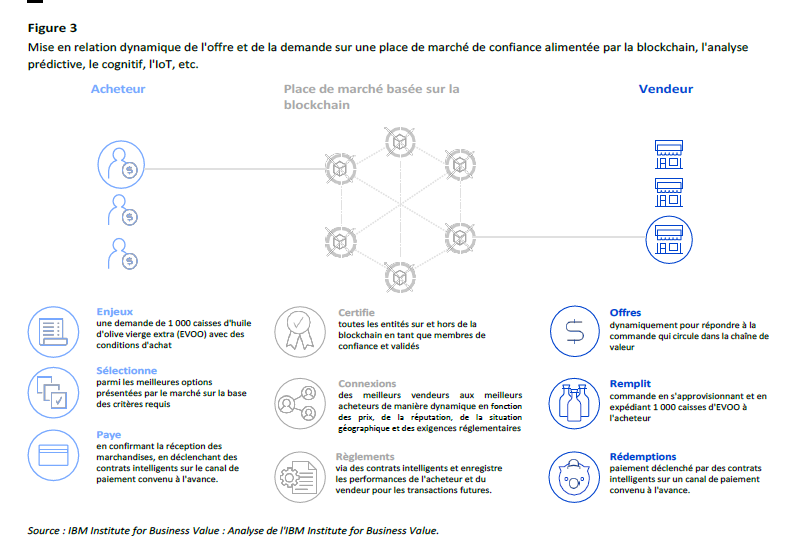 Figure 3
Mise en relation dynamique de l'offre et de la demande sur une place de marché de confiance alimentée par la blockchain, l'analyse
prédictive, le cognitif, l'IoT, etc.
Acheteur
Place de marché basée sur la
blockchain
Vendeur
Enjeux
une demande de 1 000 caisses d'huile
d'olive vierge extra (EVOO) avec des
conditions d'achat
Sélectionne
parmi les meilleures options
présentées par le marché sur la base
des critères requis
Paye
en confirmant la réception des
marchandises, en déclenchant des
contrats intelligents sur le canal de
paiement convenu à l'avance.
Certifie
toutes les entités sur et hors de la
blockchain en tant que membres de
confiance et validés
Connexions
des meilleurs vendeurs aux meilleurs
acheteurs de manière dynamique en fonction
des prix, de la réputation, de la situation
géographique et des exigences réglementaires
Règlements
via des contrats intelligents et enregistre
les performances de l'acheteur et du
vendeur pour les transactions futures.
Offres
dynamiquement pour répondre à la
commande qui circule dans la chaîne de
valeur
Remplit
commande en s'approvisionnant et en
expédiant 1 000 caisses d'EVOO à
l'acheteur
Rédemptions
paiement déclenché par des contrats
intelligents sur un canal de paiement
convenu à l'avance.
Source : IBM Institute for Business Value : Analyse de l'IBM Institute for Business Value.